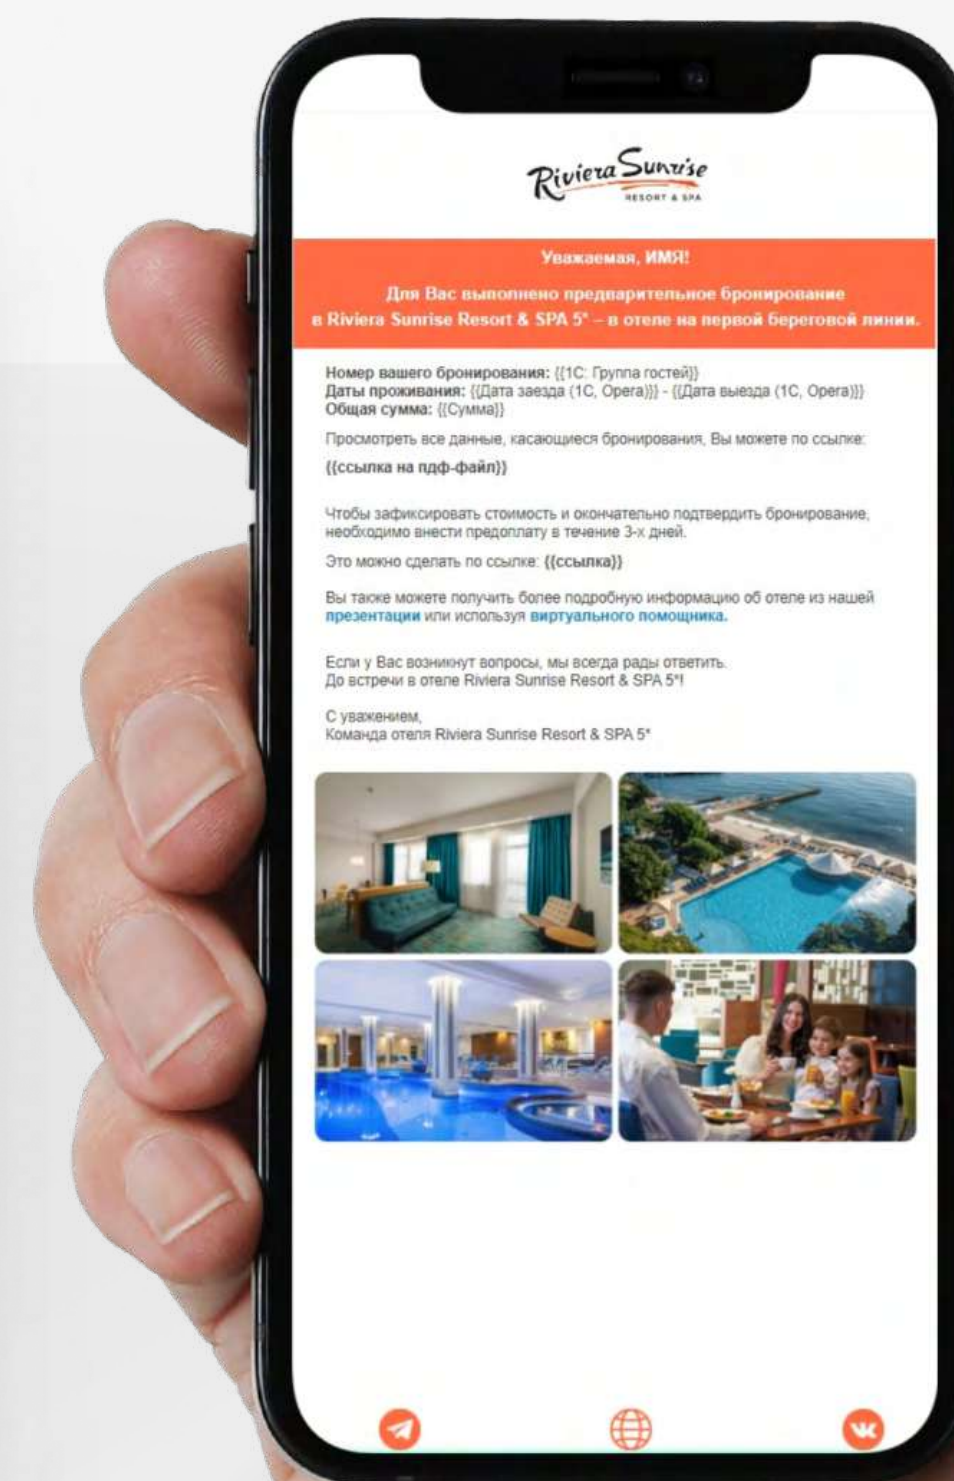 Riviera Sunrise
RESORT & SPA
Уважаемая, ИМЯ!
Для Вас выполнено предварительное бронирование
в Riviera Sunrise Resort & SPA 5* – в отеле на первой береговой линии.
Номер вашего бронирования: {{1C: Группа гостей}}
Даты проживания: {{Дата заезда (1C, Opera)}} - {{Дата выезда (1C, Opera)}}
Общая сумма: {{Сумма}}
Просмотреть все данные, касающиеся бронирования, Вы можете по ссылке:
{{ссылка на пдф-файл}}
Чтобы зафиксировать стоимость и окончательно подтвердить бронирование,
необходимо внести предоплату в течение 3-х дней.
Это можно сделать по ссылке: {{ссылка}}
Вы также можете получить более подробную информацию об отеле из нашей
презентации или используя виртуального помощника.
Если у Вас возникнут вопросы, мы всегда рады ответить.
До встречи в отеле Riviera Sunrise Resort & SPA 5*!
С уважением,
Команда отеля Riviera Sunrise Resort & SPA 5*